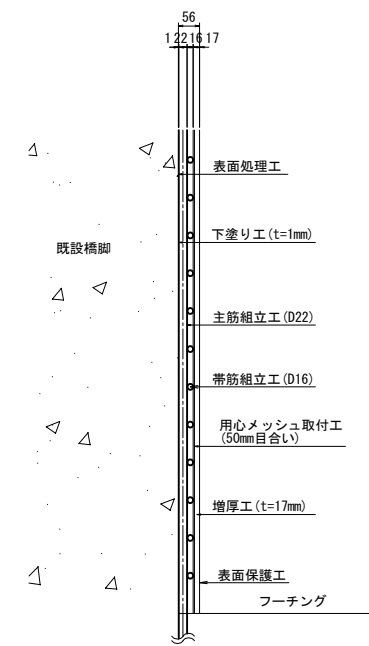 56
1 22 16 17
表面処理工
下塗り工(t=1mm)
既設橋脚
主筋組立工(D22)
帯筋組立工(D16)
用心メッシュ取付工
(50mm目合い)
増厚工(t=17mm)
表面保護工
フーチング